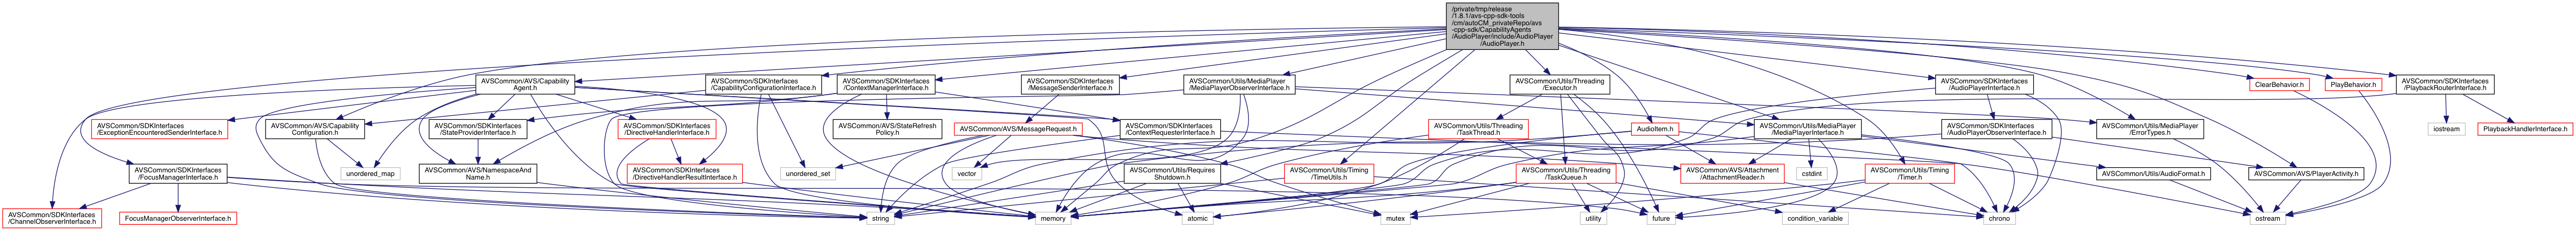 /private/tmp/release
/1.8.1/avs-cpp-sdk-tools
/cm/autoCM_privateRepo/avs
-cpp-sdk/CapabilityAgents
/AudioPlayer/include/AudioPlayer
/AudioPlayer.h
AVSCommon/AVS/Capability
Agent.h
AVSCommon/SDKInterfaces
/CapabilityConfigurationInterface.h
AVSCommon/SDKInterfaces
/ContextManagerInterface.h
AVSCommon/SDKInterfaces
/MessageSenderInterface.h
AVSCommon/Utils/MediaPlayer
/MediaPlayerObserverInterface.h
AVSCommon/Utils/Threading
/Executor.h
AVSCommon/SDKInterfaces
/AudioPlayerInterface.h
ClearBehavior.h
PlayBehavior.h
AVSCommon/SDKInterfaces
/PlaybackRouterInterface.h
AVSCommon/SDKInterfaces
/ExceptionEncounteredSenderInterface.h
AVSCommon/AVS/Capability
Configuration.h
AVSCommon/SDKInterfaces
/StateProviderInterface.h
AVSCommon/SDKInterfaces
/DirectiveHandlerInterface.h
AVSCommon/AVS/StateRefresh
Policy.h
AVSCommon/AVS/MessageRequest.h
AVSCommon/SDKInterfaces
/ContextRequesterInterface.h
AVSCommon/Utils/Threading
/TaskThread.h
AudioItem.h
AVSCommon/Utils/MediaPlayer
/MediaPlayerInterface.h
AVSCommon/SDKInterfaces
/AudioPlayerObserverInterface.h
AVSCommon/Utils/MediaPlayer
/ErrorTypes.h
iostream
PlaybackHandlerInterface.h
AVSCommon/SDKInterfaces
/FocusManagerInterface.h
unordered_map
AVSCommon/AVS/NamespaceAnd
Name.h
AVSCommon/SDKInterfaces
/DirectiveHandlerResultInterface.h
unordered_set
vector
AVSCommon/Utils/Requires
Shutdown.h
AVSCommon/Utils/Timing
/TimeUtils.h
AVSCommon/Utils/Threading
/TaskQueue.h
AVSCommon/AVS/Attachment
/AttachmentReader.h
cstdint
AVSCommon/Utils/Timing
/Timer.h
AVSCommon/Utils/AudioFormat.h
AVSCommon/AVS/PlayerActivity.h
AVSCommon/SDKInterfaces
/ChannelObserverInterface.h
FocusManagerObserverInterface.h
string
memory
atomic
mutex
utility
future
condition_variable
chrono
ostream